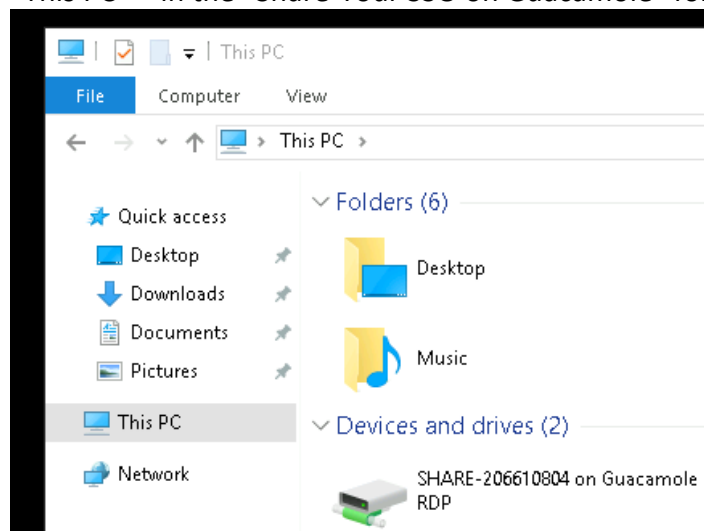 This PC
File Computer View
This PC
Quick access
Desktop
Downloads
Documents
Pictures
This PC
Network
Folders (6)
Desktop
Music
Devices and drives (2)
SHARE-206610804 on Guacamole
RDP